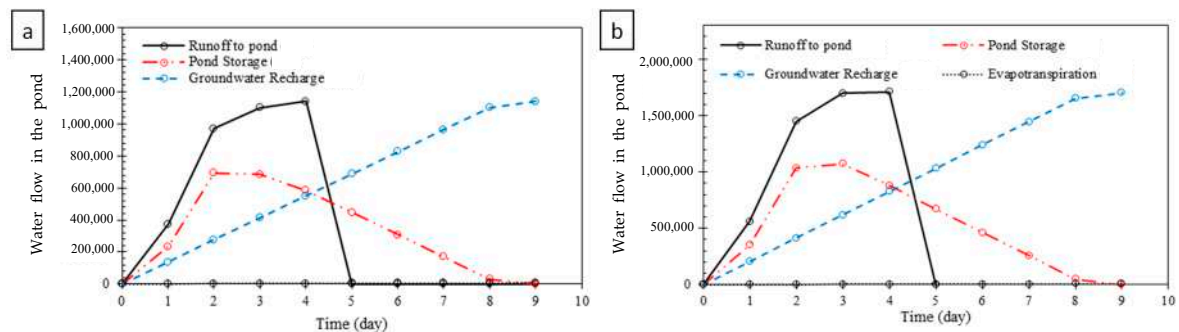 a
1,600,000
1,400,000
1,200,000
1,000,000
800,000
600,000
400,000
200,000
0
Water flow in the pond
Runoff to pond
Pond Storage (
Groundwater Recharge
0 1 2 3 4 5 6 7 8 9 10
Time (day)
b
2,000,000
1,500,000
1,000,000
500,000
0
Water flow in the pond
Runoff to pond Pond Storage
Groundwater Recharge Evapotranspiration
0 1 2 3 4 5 6 7 8 9 10
Time (day)